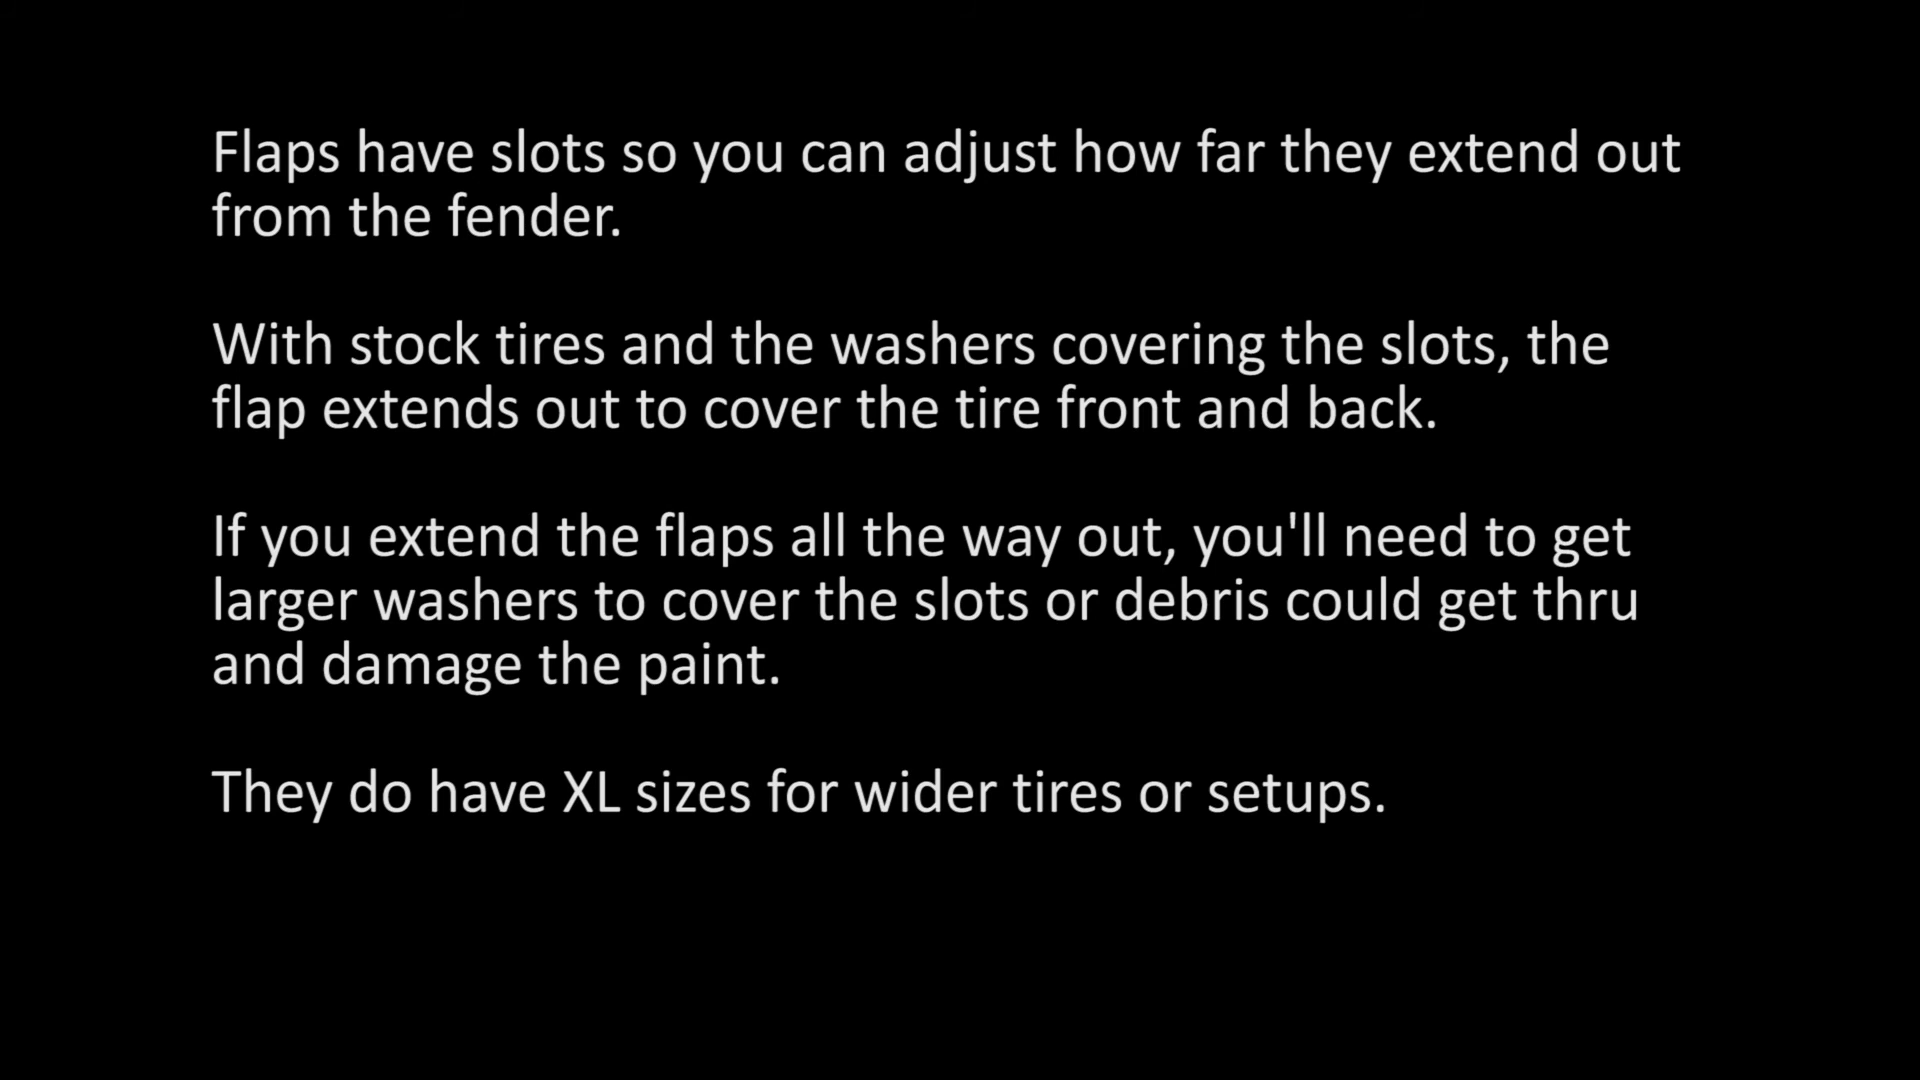 Flaps have slots so you can adjust how far they extend out
from the fender.
With stock tires and the washers covering the slots, the
flap extends out to cover the tire front and back.
If you extend the flaps all the way out, you'll need to get
larger washers to cover the slots or debris could get thru
and damage the paint.
They do have XL sizes for wider tires or setups.